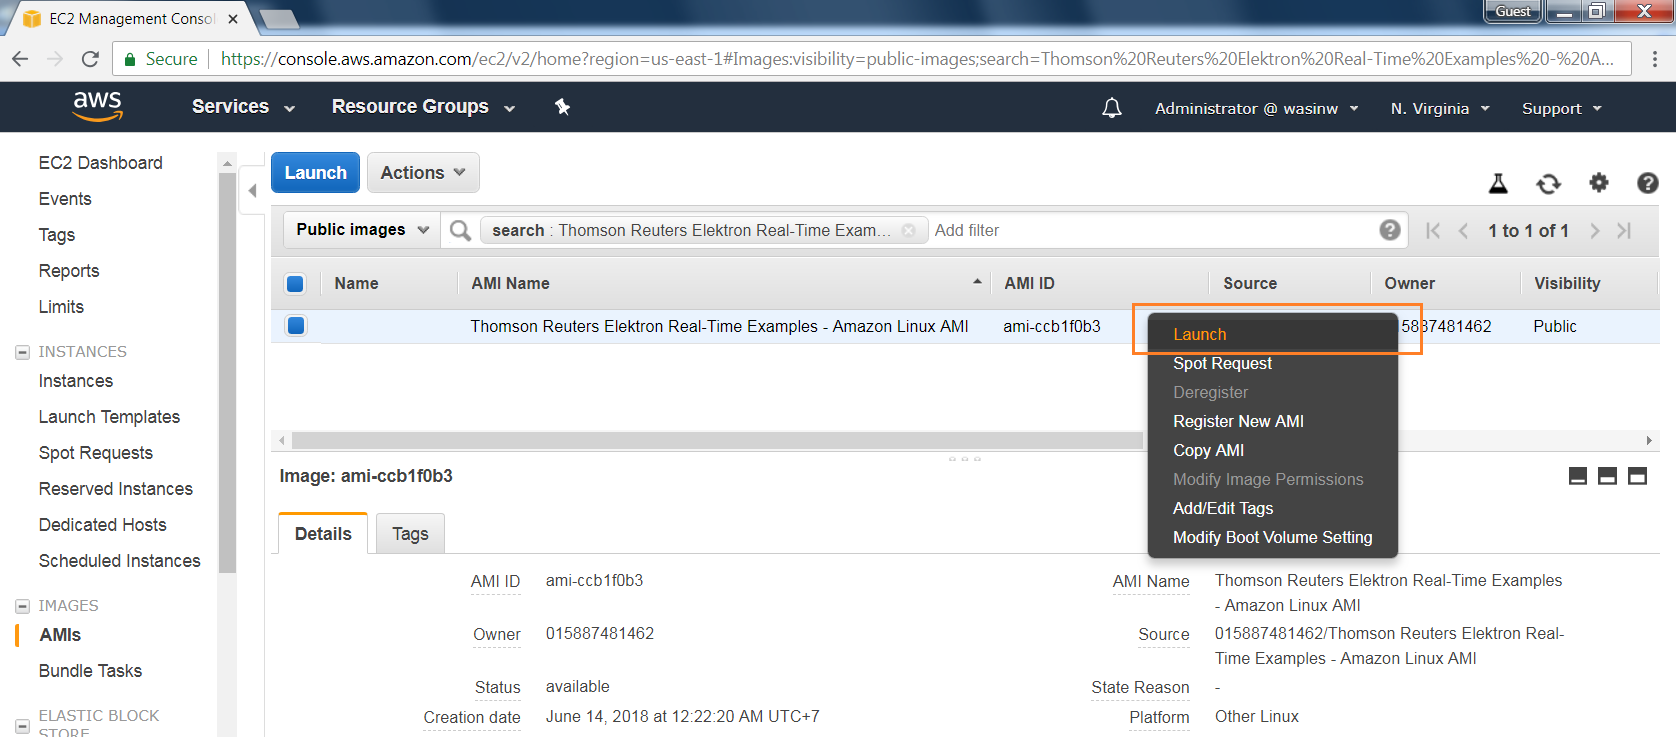 EC2 Management Consol
Guest
Secure https://console.aws.amazon.com/ec2/v2/home?region=us-east-1#Images:visibility=public-images;search=Thomson%20Reuters%20Elektron%20Real-Time%20Examples%20-%20A...
aws Services Resource Groups Administrator @ wasinw N. Virginia Support
EC2 Dashboard
Events
Tags
Reports
Limits
INSTANCES
Instances
Launch Templates
Spot Requests
Reserved Instances
Dedicated Hosts
Scheduled Instances
IMAGES
AMIs
Bundle Tasks
ELASTIC BLOCK
STORE
Launch Actions
Public images search : Thomson Reuters Elektron Real-Time Exam... Add filter 1 to 1 of 1
Name AMI Name AMI ID Source Owner Visibility
Thomson Reuters Elektron Real-Time Examples - Amazon Linux AMI ami-ccb1f0b3 15887481462 Public
Launch
Spot Request
Deregister
Register New AMI
Copy AMI
Modify Image Permissions
Add/Edit Tags
Modify Boot Volume Setting
Image: ami-ccb1f0b3
Details Tags
AMI ID ami-ccb1f0b3
AMI Name Thomson Reuters Elektron Real-Time Examples
- Amazon Linux AMI
Owner 015887481462
Source 015887481462/Thomson Reuters Elektron Real-
Time Examples - Amazon Linux AMI
Status available
State Reason -
Creation date June 14, 2018 at 12:22:20 AM UTC+7
Platform Other Linux